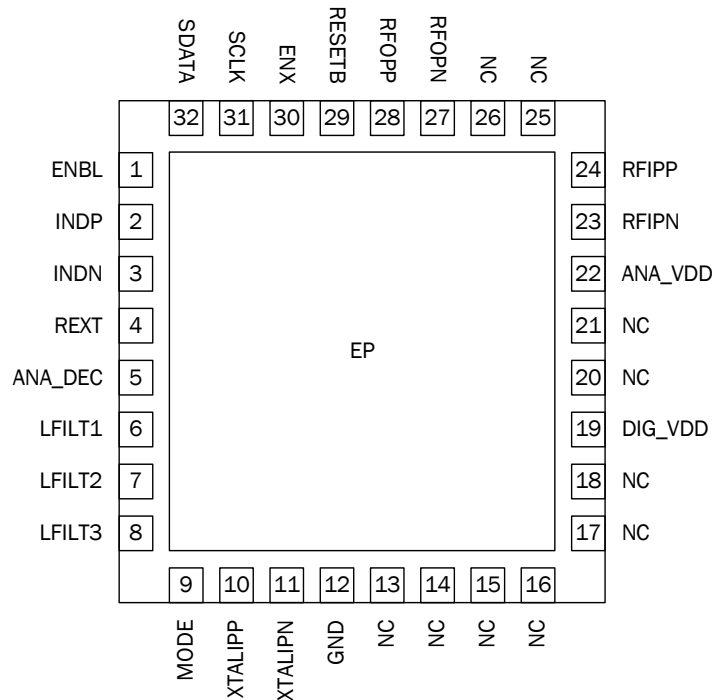 SDATA SCLK ENX RESETB RFOPP RFOPN NC NC
32 31 30 29 28 27 26 25
ENBL 1 24 RFIPP
INDP 2 23 RFIPN
INDN 3 22 ANA_VDD
REXT 4 21 NC
EP
ANA_DEC 5 20 NC
LFILT1 6 19 DIG_VDD
LFILT2 7 18 NC
LFILT3 8 17 NC
9 10 11 12 13 14 15 16
MODE XTALIPP XTALIPN GND NC NC NC NC